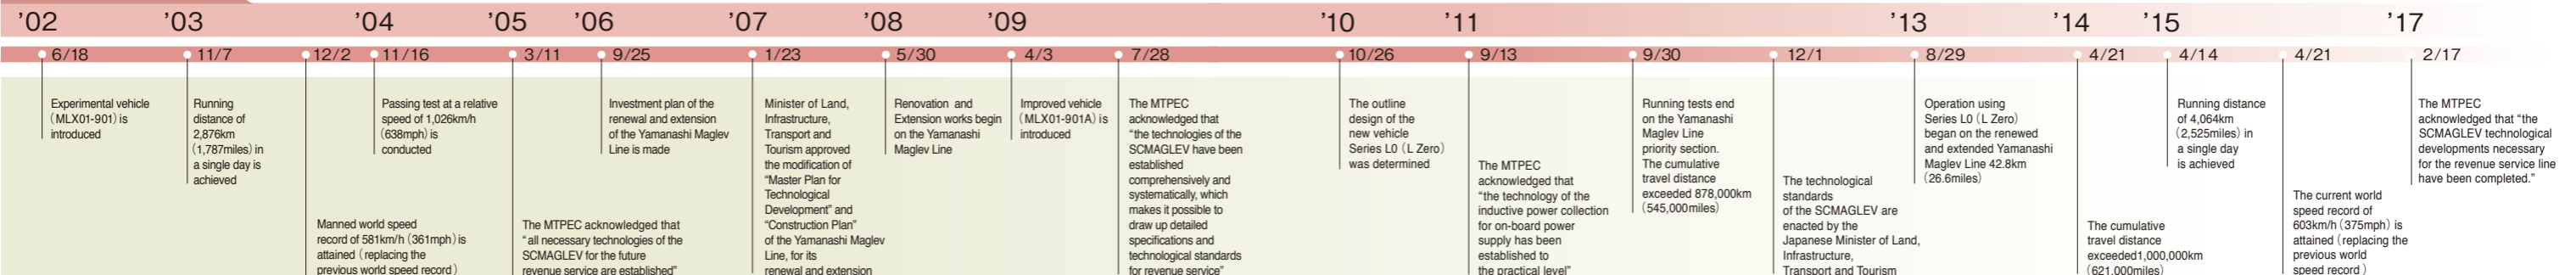 ’02
’03
’04
’05
’06
’07
’08
’09
’10
’11
’13
’14
’15
’17
6/18
11/7
12/2
11/16
3/11
9/25
1/23
5/30
4/3
7/28
10/26
9/13
9/30
12/1
8/29
4/21
4/14
4/21
2/17
Experimental vehicle
(MLX01-901) is
introduced
Running
distance of
2,876km
(1,787miles) in
a single day is
achieved
Manned world speed
record of 581km/h (361mph) is
attained (replacing the
previous world speed record)
Passing test at a relative
speed of 1,026km/h
(638mph) is
conducted
The MTPEC acknowledged that
“all necessary technologies of the
SCMAGLEV for the future
revenue service are established”
Investment plan of the
renewal and extension
of the Yamanashi Maglev
Line is made
Minister of Land,
Infrastructure,
Transport and
Tourism approved
the modification of
“Master Plan for
Technological
Development” and
“Construction Plan”
of the Yamanashi Maglev
Line, for its
renewal and extension
Renovation and
Extension works begin
on the Yamanashi
Maglev Line
Improved vehicle
(MLX01-901A) is
introduced
The MTPEC
acknowledged that
“the technologies of the
SCMAGLEV have been
established
comprehensively and
systematically, which
makes it possible to
draw up detailed
specifications and
technological standards
for revenue service”
The outline
design of the
new vehicle
Series L0 (L Zero)
was determined
The MTPEC
acknowledged that
“the technology of the
inductive power collection
for on-board power
supply has been
established to
the practical level”
Running tests end
on the Yamanashi
Maglev Line
priority section.
The cumulative
travel distance
exceeded 878,000km
(545,000miles)
The technological
standards
of the SCMAGLEV are
enacted by the
Japanese Minister of Land,
Infrastructure,
Transport and Tourism
Operation using
Series L0 (L Zero)
began on the renewed
and extended Yamanashi
Maglev Line 42.8km
(26.6miles)
The cumulative
travel distance
exceeded1,000,000km
(621,000miles)
Running distance
of 4,064km
(2,525miles) in
a single day
is achieved
The current world
speed record of
603km/h (375mph) is
attained (replacing the
previous world
speed record)
The MTPEC
acknowledged that “the
SCMAGLEV technological
developments necessary
for the revenue service line
have been completed.”